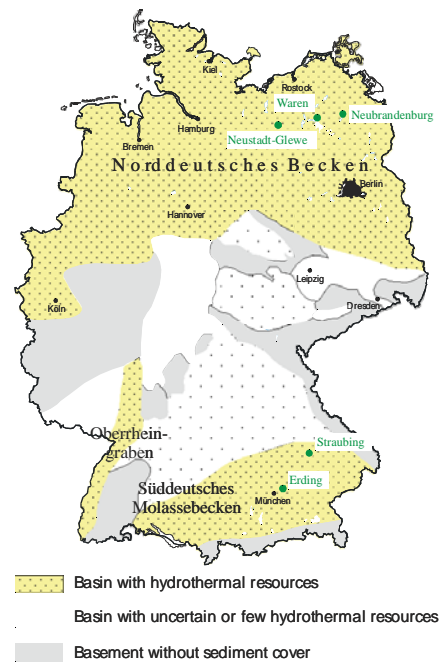 Kiel
Rostock
Waren
Neubrandenburg
Hamburg
Neustadt-Glewe
Bremen
Norddeutsches Becken
Berlin
Hannover
Leipzig
Köln
Dresden
Oberrhein-
graben
Straubing
Erding
Süddeutsches
Molassebecken
München
Basin with hydrothermal resources
Basin with uncertain or few hydrothermal resources
Basement without sediment cover